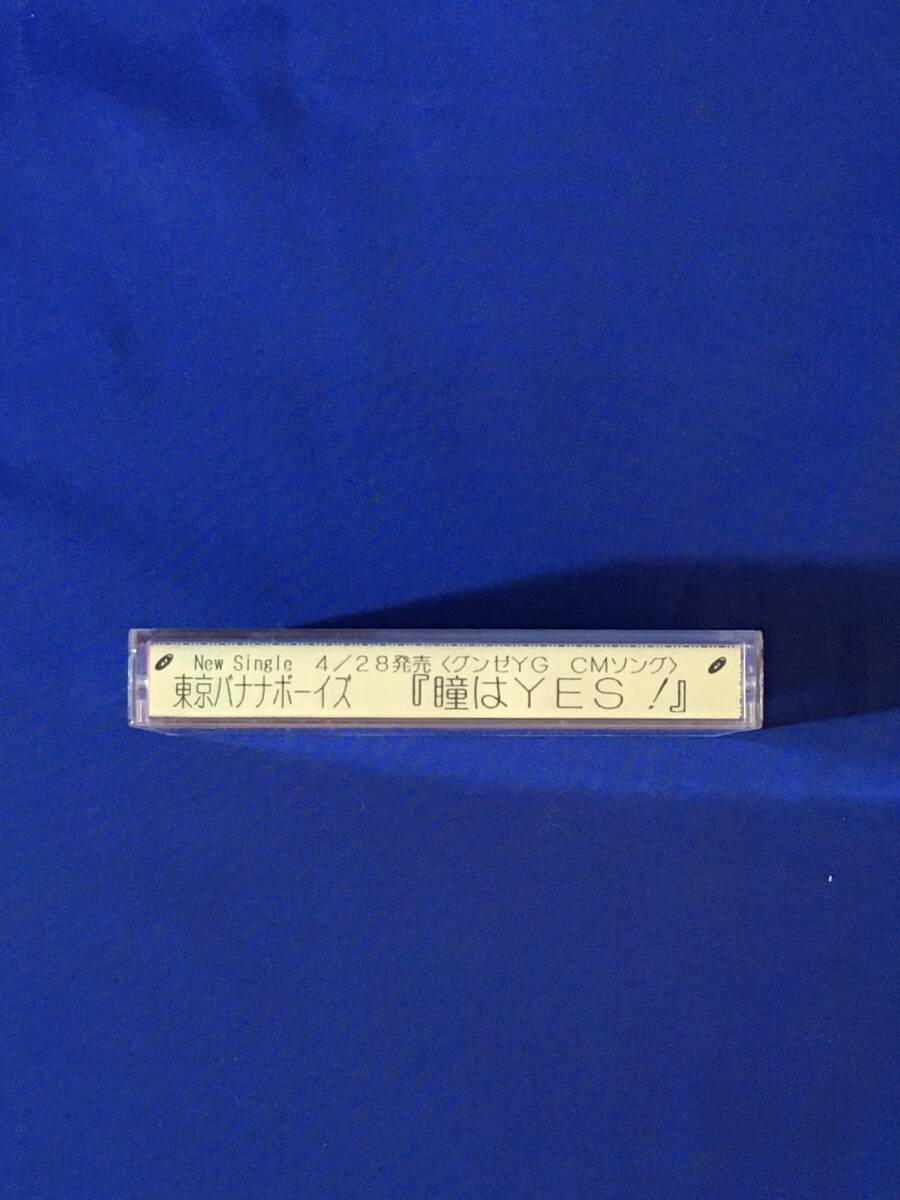 New Single 4/28発売〈グンゼYG CMソング〉
東京バナナボーイズ 『瞳はYES!』